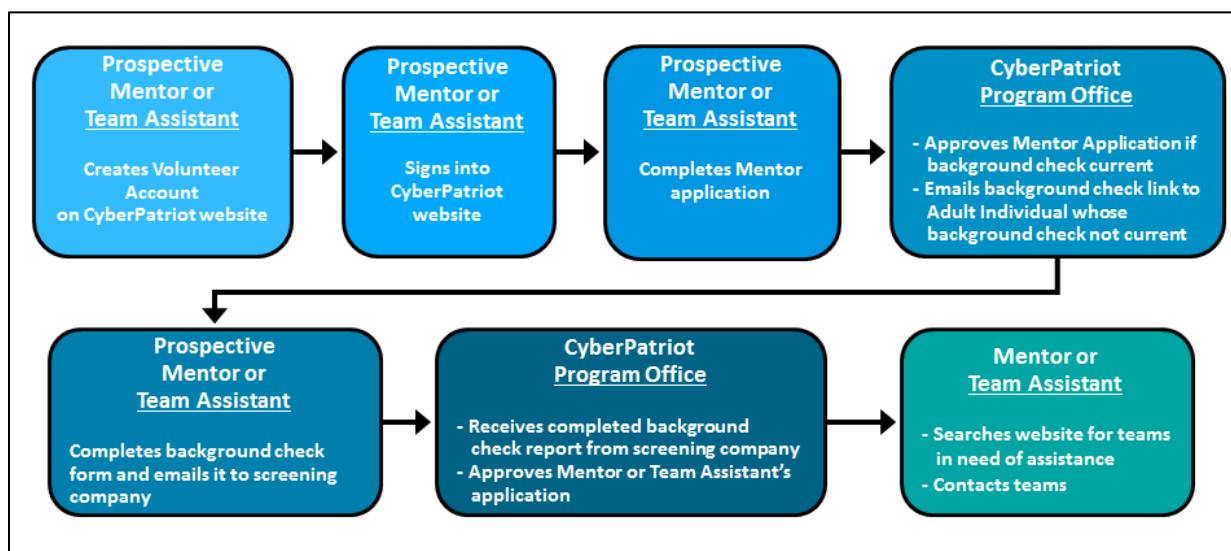 Prospective
Mentor or
Team Assistant
Creates Volunteer
Account
on CyberPatriot website
Prospective
Mentor or
Team Assistant
Signs into
CyberPatriot
website
Prospective
Mentor or
Team Assistant
Completes Mentor
application
CyberPatriot
Program Office
- Approves Mentor Application if
background check current
- Emails background check link to
Adult Individual whose
background check not current
Prospective
Mentor or
Team Assistant
Completes background check
form and emails it to screening
company
CyberPatriot
Program Office
- Receives completed background
check report from screening company
- Approves Mentor or Team Assistant's
application
Mentor or
Team Assistant
- Searches website for teams
in need of assistance
- Contacts teams